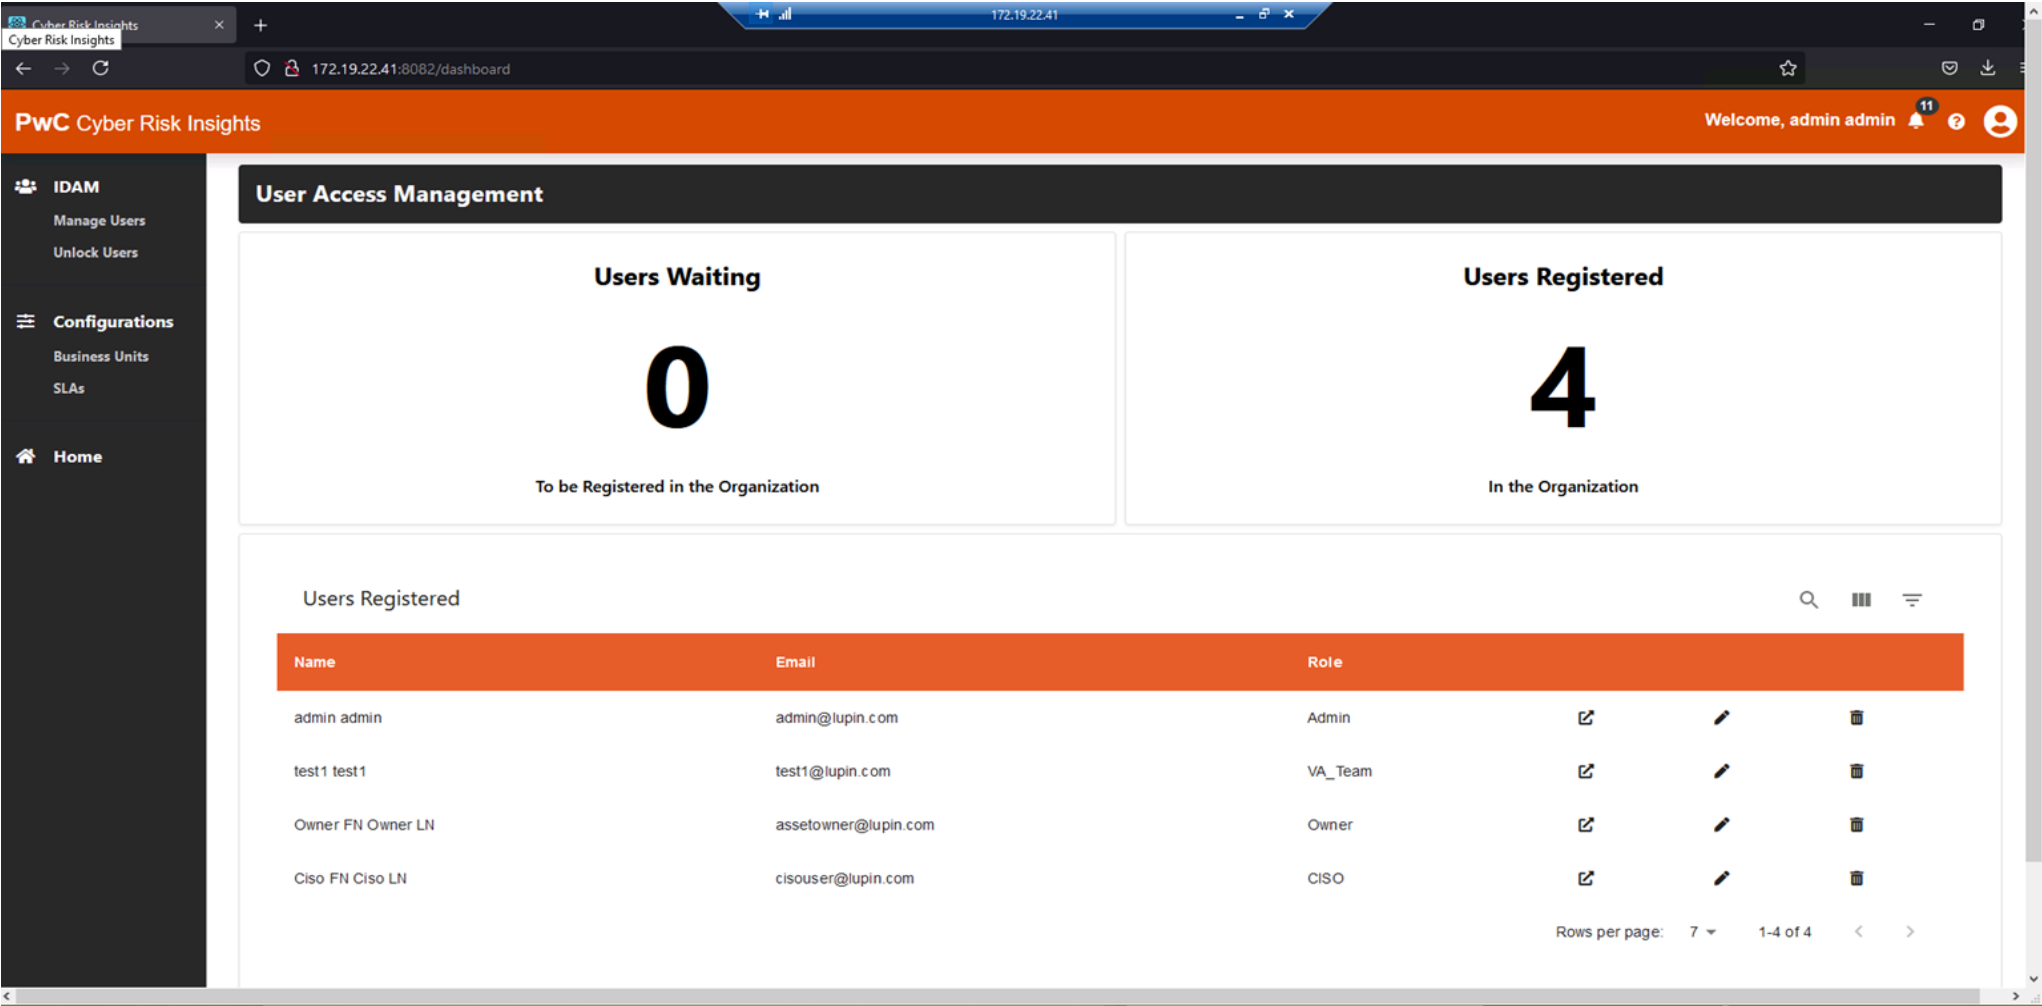 172.19.22.41
Cyber Risk Insights
Cyber Risk Insights
172.19.22.41:8082/dashboard
PwC Cyber Risk Insights
Welcome, admin admin
11
IDAM
Manage Users
Unlock Users
Configurations
Business Units
SLAs
Home
User Access Management
Users Waiting
0
To be Registered in the Organization
Users Registered
4
In the Organization
Users Registered
Name Email Role
admin admin admin@lupin.com Admin
test1 test1 test1@lupin.com VA_Team
Owner FN Owner LN assetowner@lupin.com Owner
Ciso FN Ciso LN cisouser@lupin.com CISO
Rows per page: 7 1-4 of 4